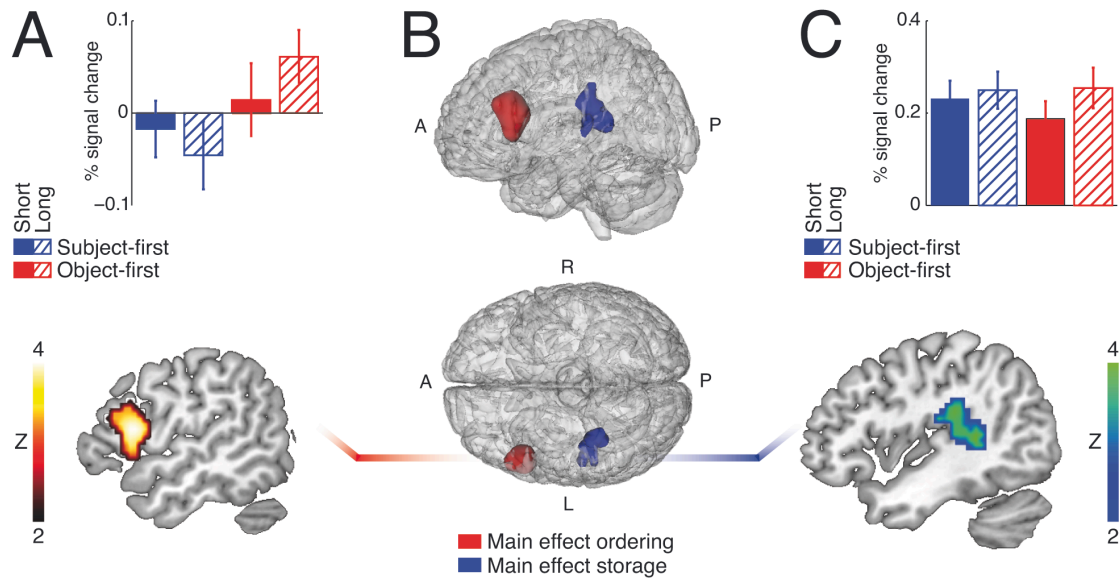 A
0.1
0
−0.1
% signal change
Short
Long
Subject-first
Object-first
4
Z
2
B
A
P
R
A
P
L
Main effect ordering
Main effect storage
C
0.4
0.2
0
% signal change
Short
Long
Subject-first
Object-first
4
Z
2